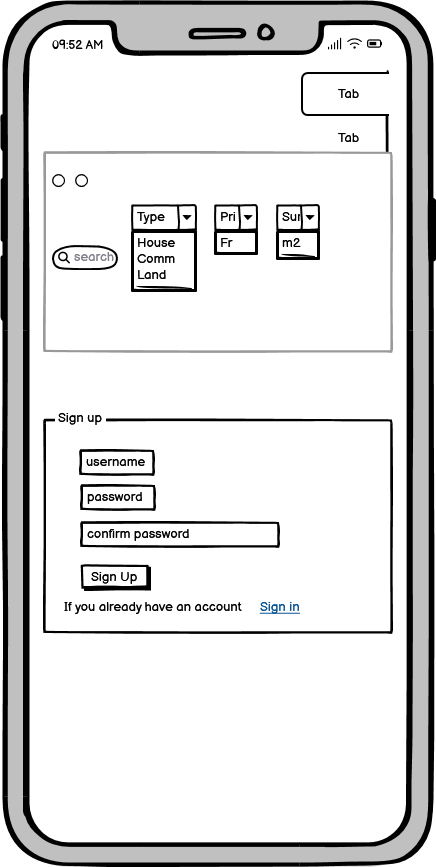 09:52 AM
Tab
Tab
Type
Pri
Sur
House
Comm
Land
Fr
m2
search
Sign up
username
password
confirm password
Sign Up
If you already have an account Sign in